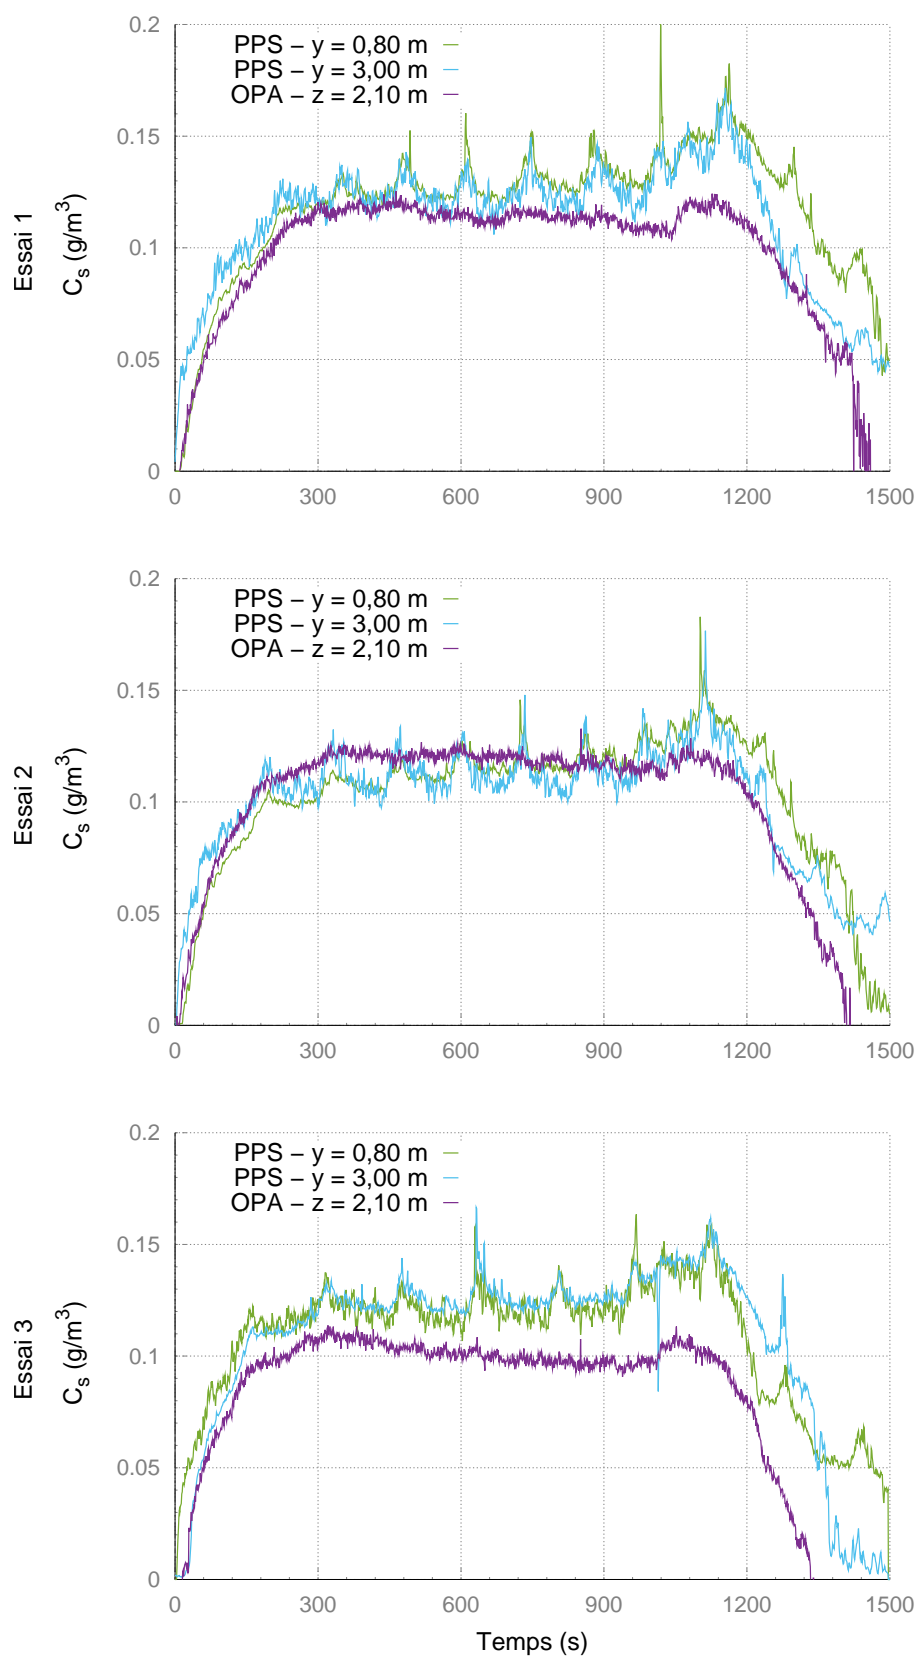 0.2
PPS – y = 0,80 m
PPS – y = 3,00 m
OPA – z = 2,10 m
0.15
Essai 1
Cs (g/m3)
0.1
0.05
0
0 300 600 900 1200 1500
0.2
PPS – y = 0,80 m
PPS – y = 3,00 m
OPA – z = 2,10 m
0.15
Essai 2
Cs (g/m3)
0.1
0.05
0
0 300 600 900 1200 1500
0.2
PPS – y = 0,80 m
PPS – y = 3,00 m
OPA – z = 2,10 m
0.15
Essai 3
Cs (g/m3)
0.1
0.05
0
0 300 600 900 1200 1500
Temps (s)